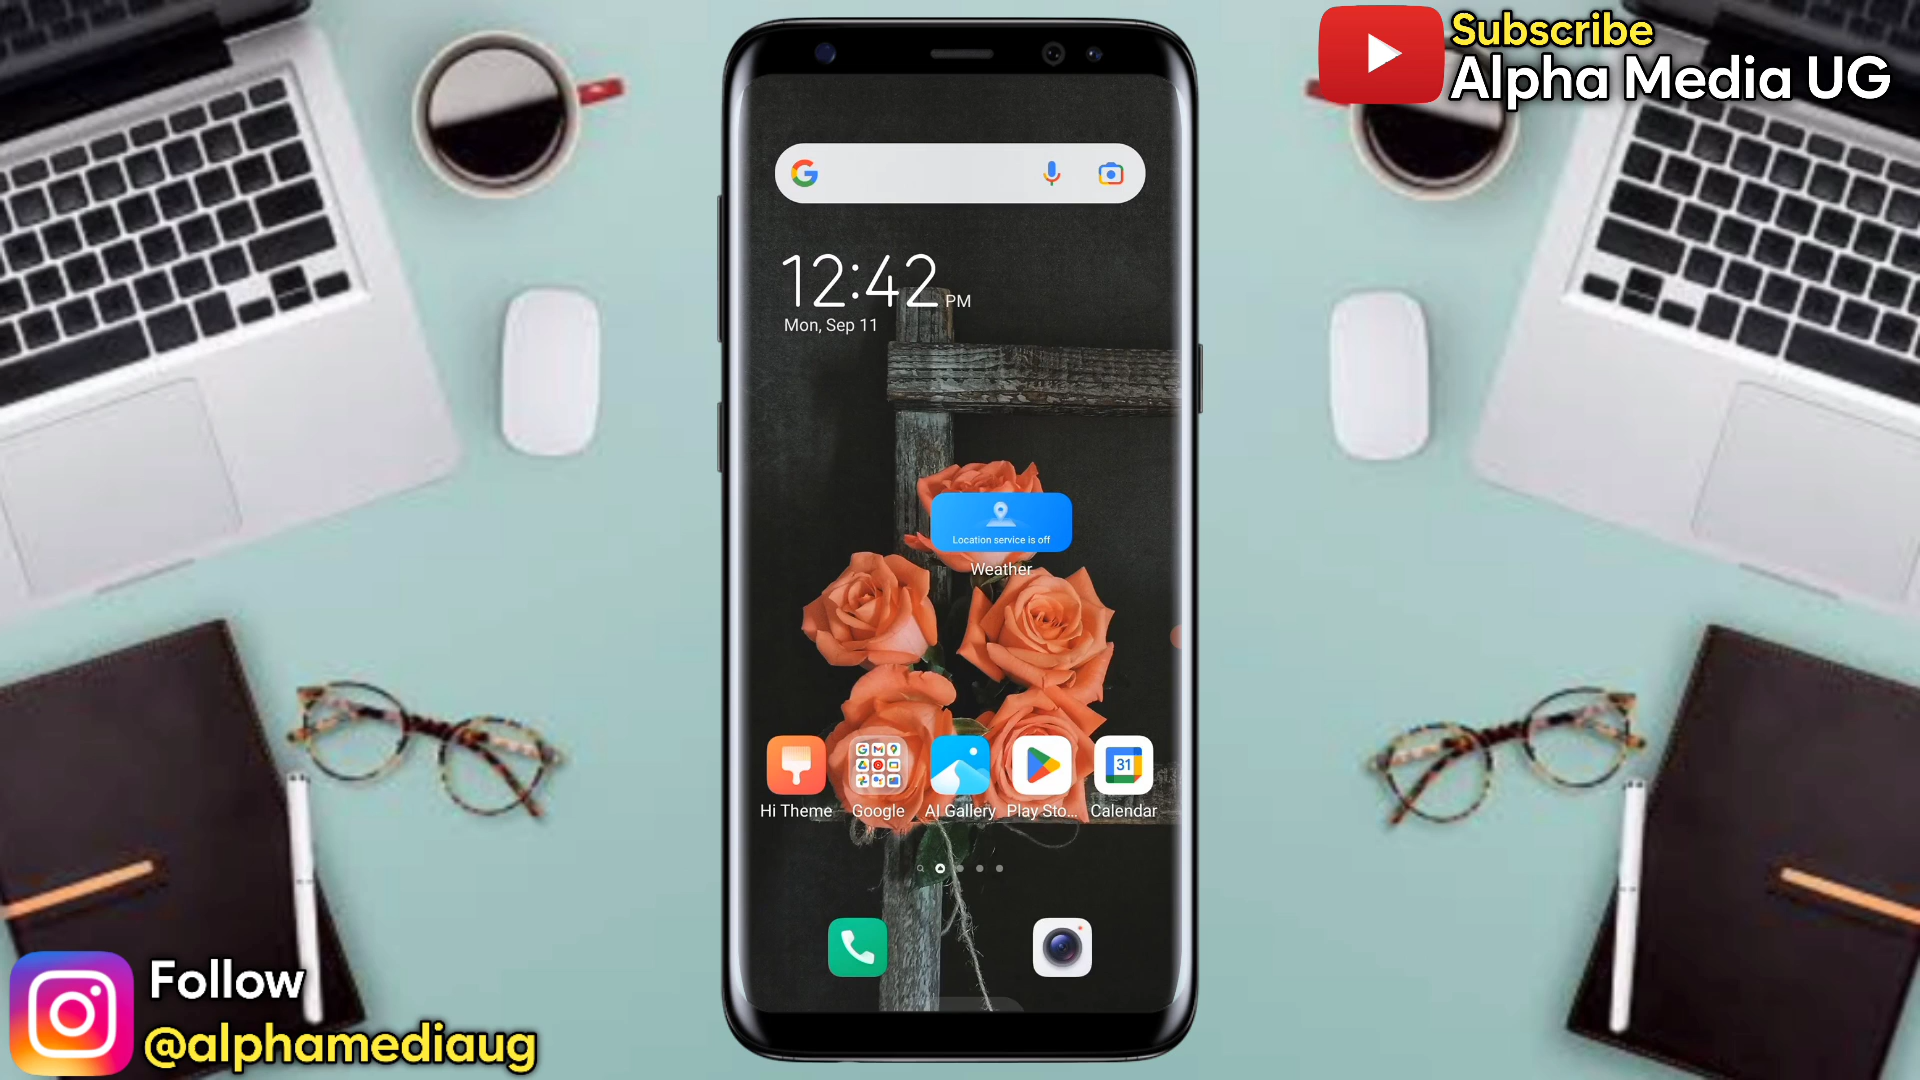 Subscribe
Alpha Media UG
12:42 PM
Mon, Sep 11
Location service is off
Weather
31
Hi Theme
Google
AI Gallery
Play Sto...
Calendar
Follow
@alphamediaug